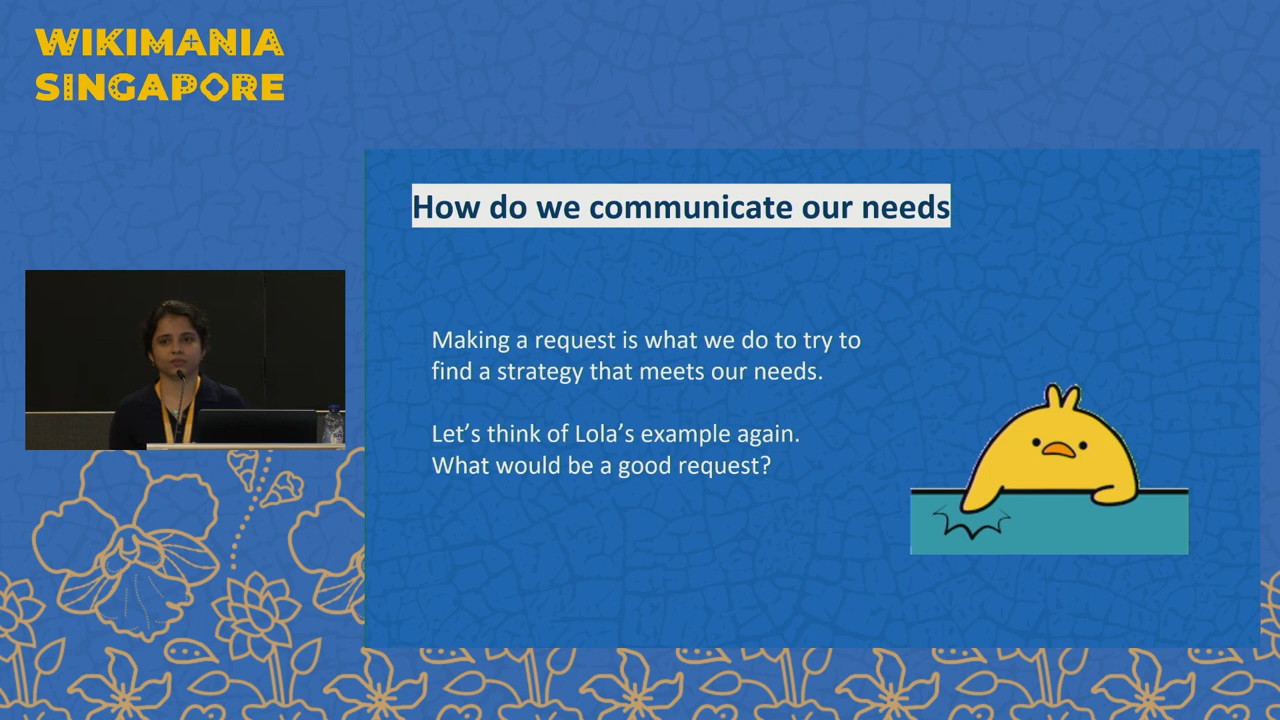 WIKIMANIA
SINGAPORE
How do we communicate our needs
Making a request is what we do to try to
find a strategy that meets our needs.
Let’s think of Lola’s example again.
What would be a good request?